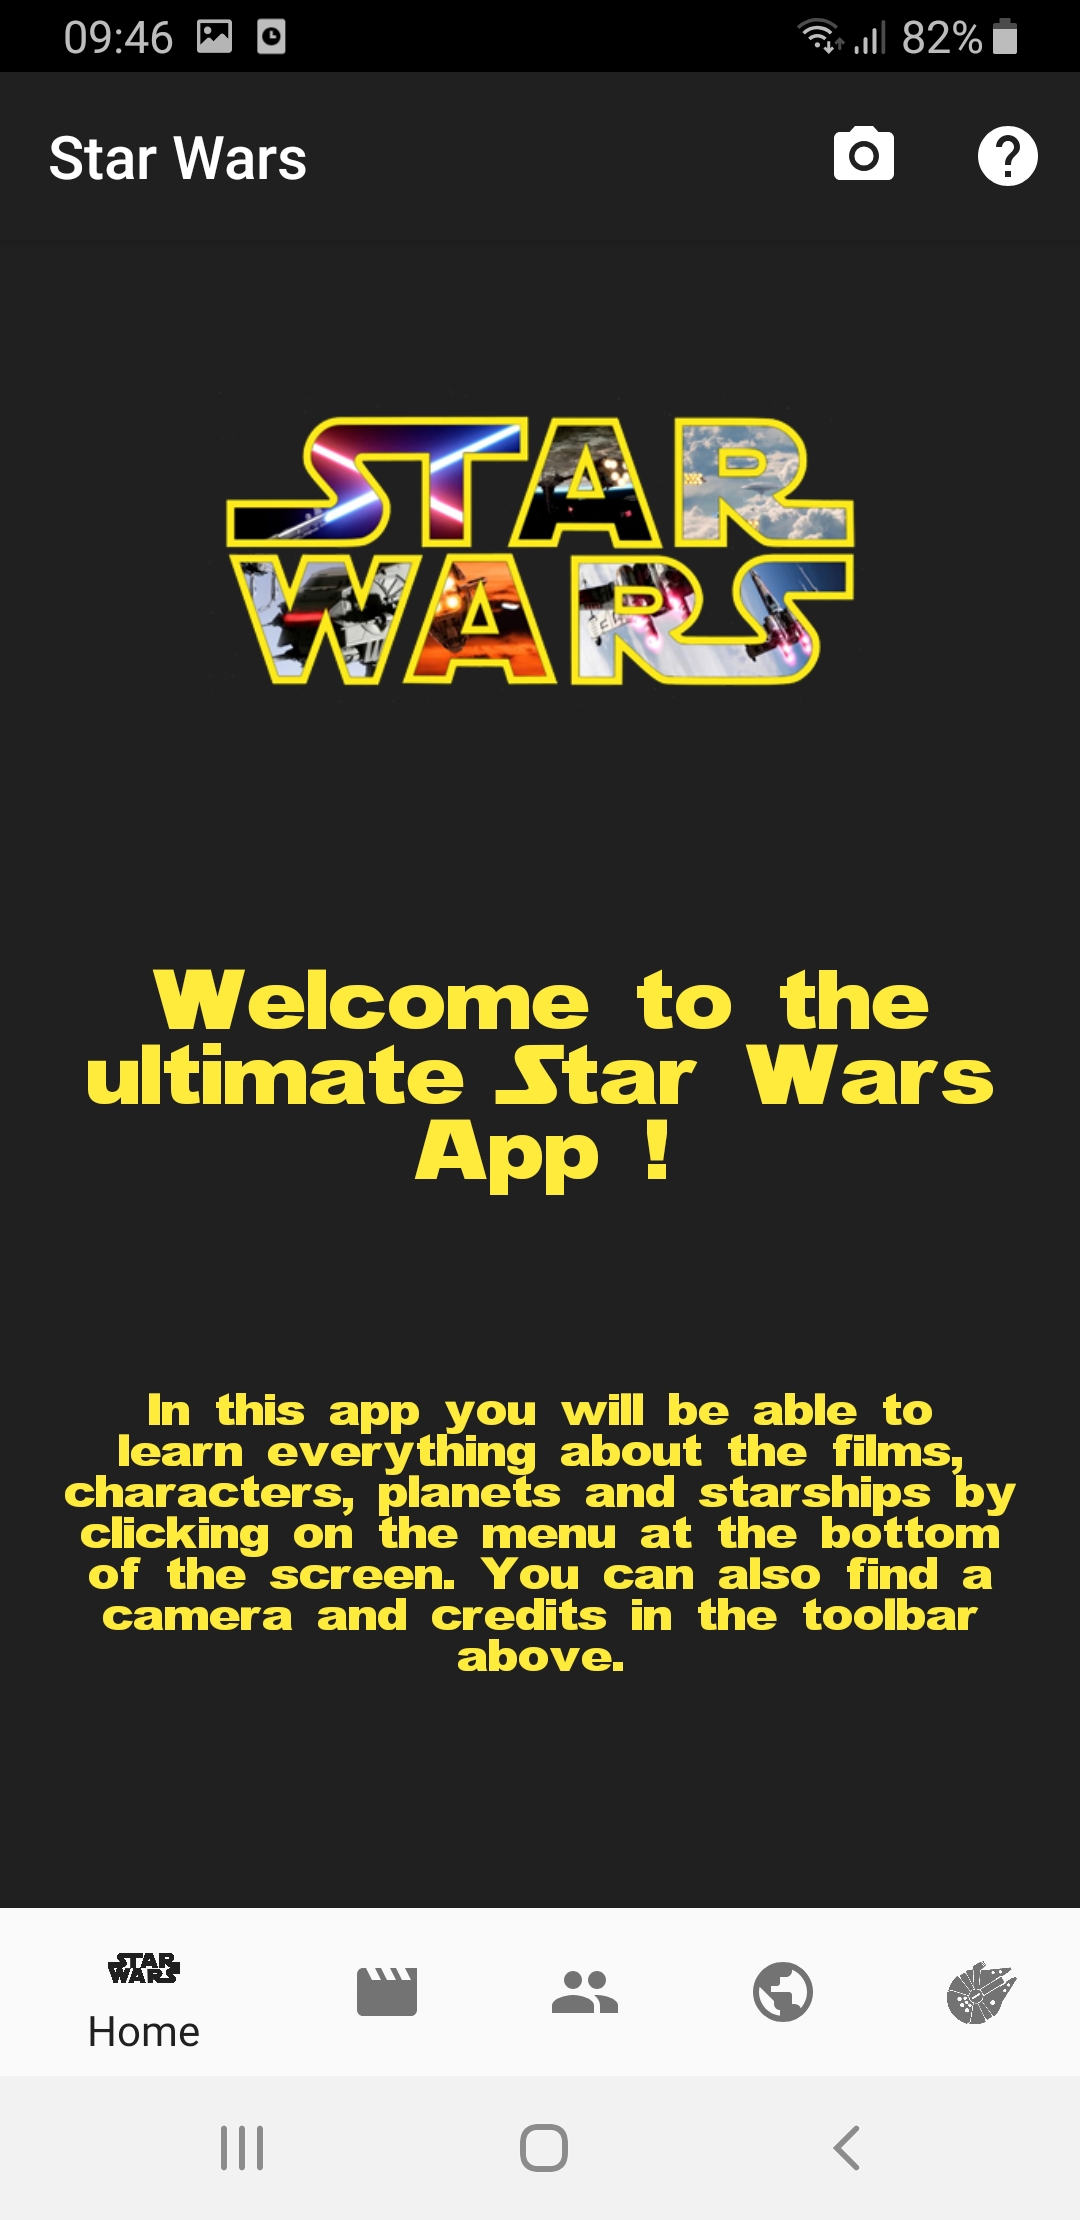 09:46
82%
Star Wars
STAR
WARS
Welcome to the
ultimate Star Wars
App !
In this app you will be able to
learn everything about the films,
characters, planets and starships by
clicking on the menu at the bottom
of the screen. You can also find a
camera and credits in the toolbar
above.
STAR
WARS
Home